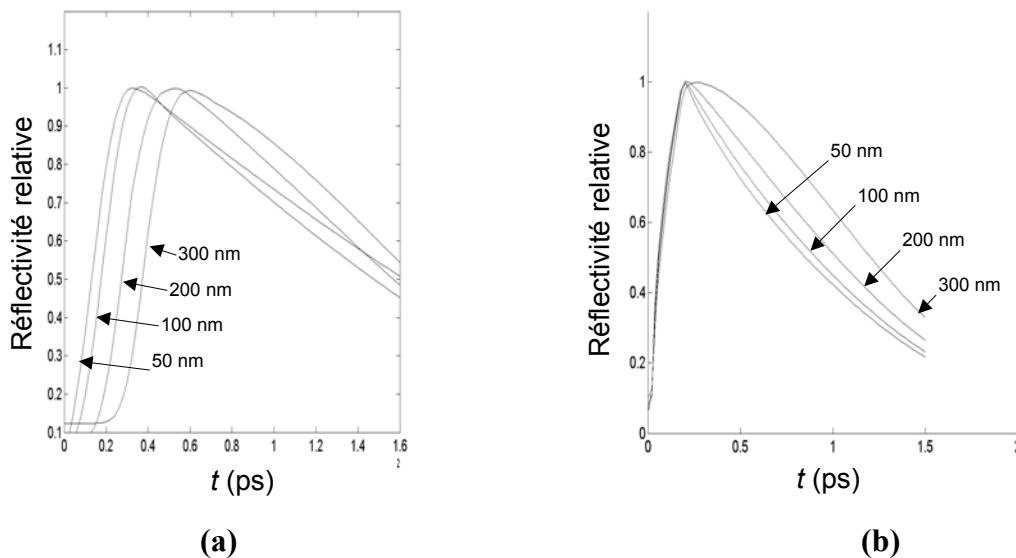 Réflectivité relative
1.1
1
0.9
0.8
0.7
0.6
0.5
0.4
0.3
0.2
0.1
0 0.2 0.4 0.6 0.8 1 1.2 1.4 1.6
2
300 nm
200 nm
100 nm
50 nm
t (ps)
(a)
Réflectivité relative
1
0.8
0.6
0.4
0.2
0
0 0.5 1 1.5 2
50 nm
100 nm
200 nm
300 nm
t (ps)
(b)